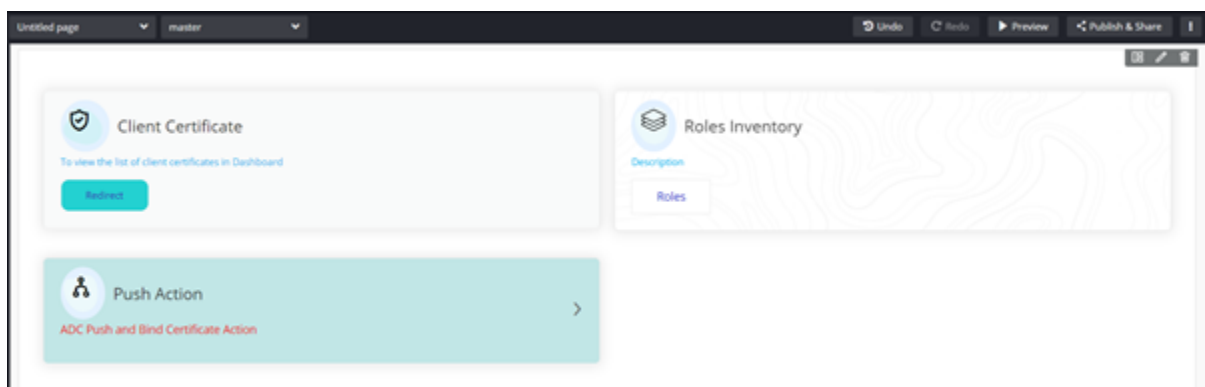 Untitled page master Undo Redo Preview Publish & Share
Client Certificate
To view the list of client certificates in Dashboard
Redirect
Roles Inventory
Description
Roles
Push Action
ADC Push and Bind Certificate Action